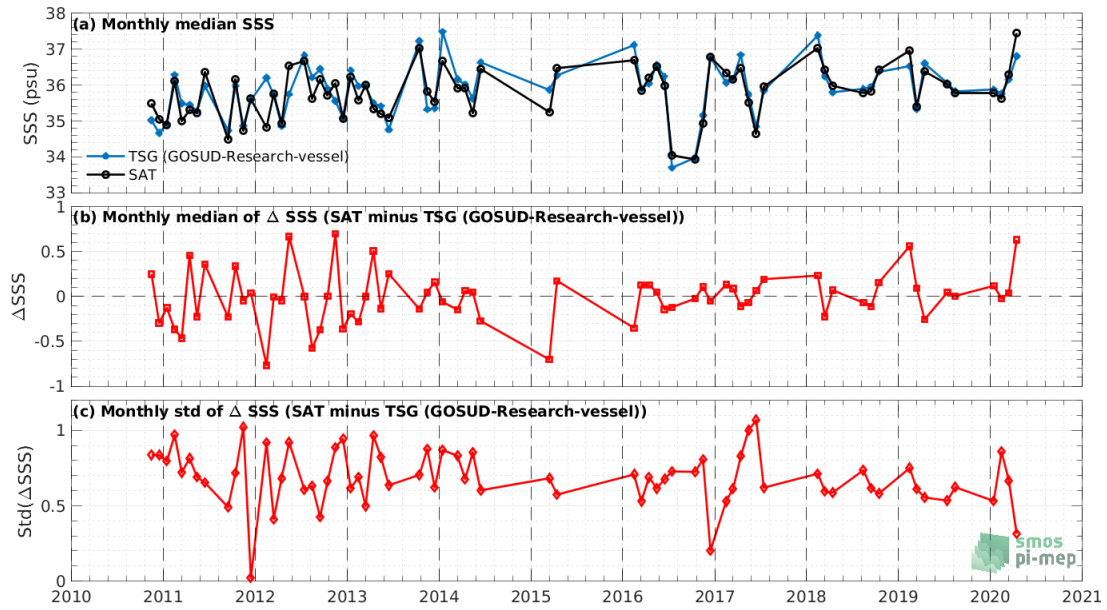 (a) Monthly median SSS
38
37
36
35
34
33
SSS (psu)
TSG (GOSUD-Research-vessel)
SAT
(b) Monthly median of Δ SSS (SAT minus TSG (GOSUD-Research-vessel))
1
0.5
0
-0.5
-1
ΔSSS
(c) Monthly std of Δ SSS (SAT minus TSG (GOSUD-Research-vessel))
1
0.5
0
Std(ΔSSS)
smos
pi-mep
2010 2011 2012 2013 2014 2015 2016 2017 2018 2019 2020 2021